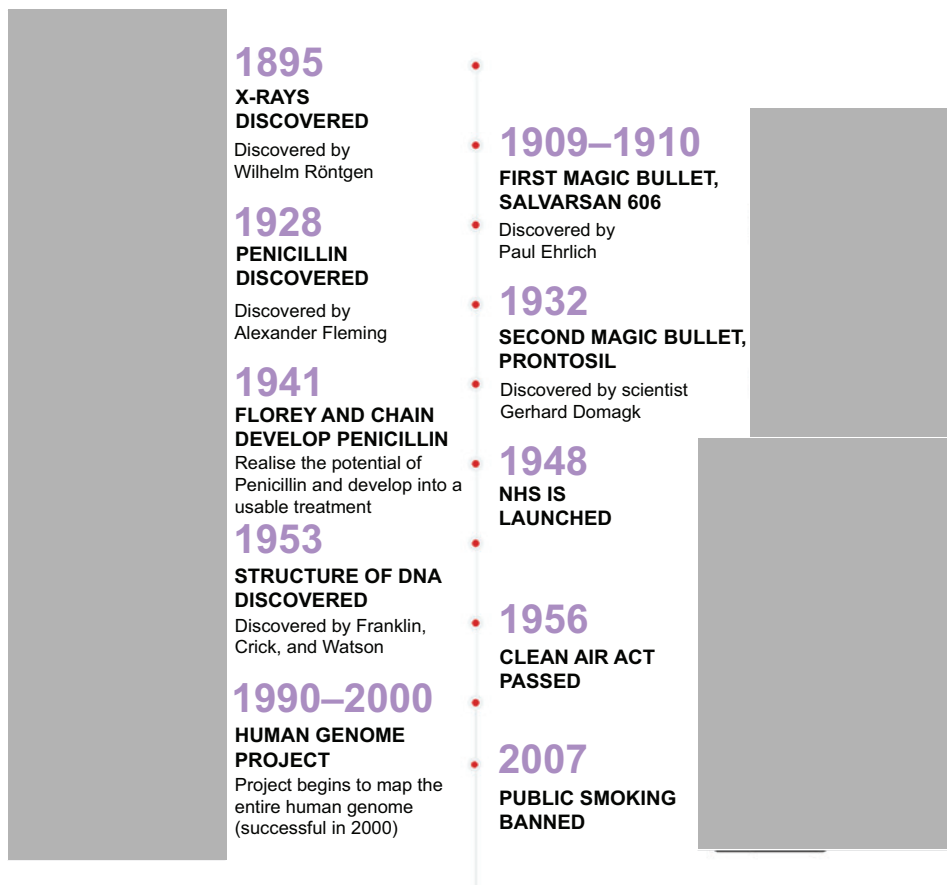 1895
X-RAYS
DISCOVERED
Discovered by
Wilhelm Röntgen
1909–1910
FIRST MAGIC BULLET,
SALVARSAN 606
Discovered by
Paul Ehrlich
1928
PENICILLIN
DISCOVERED
Discovered by
Alexander Fleming
1932
SECOND MAGIC BULLET,
PRONTOSIL
Discovered by scientist
Gerhard Domagk
1941
FLOREY AND CHAIN
DEVELOP PENICILLIN
Realise the potential of
Penicillin and develop into a
usable treatment
1948
NHS IS
LAUNCHED
1953
STRUCTURE OF DNA
DISCOVERED
Discovered by Franklin,
Crick, and Watson
1956
CLEAN AIR ACT
PASSED
1990–2000
HUMAN GENOME
PROJECT
Project begins to map the
entire human genome
(successful in 2000)
2007
PUBLIC SMOKING
BANNED